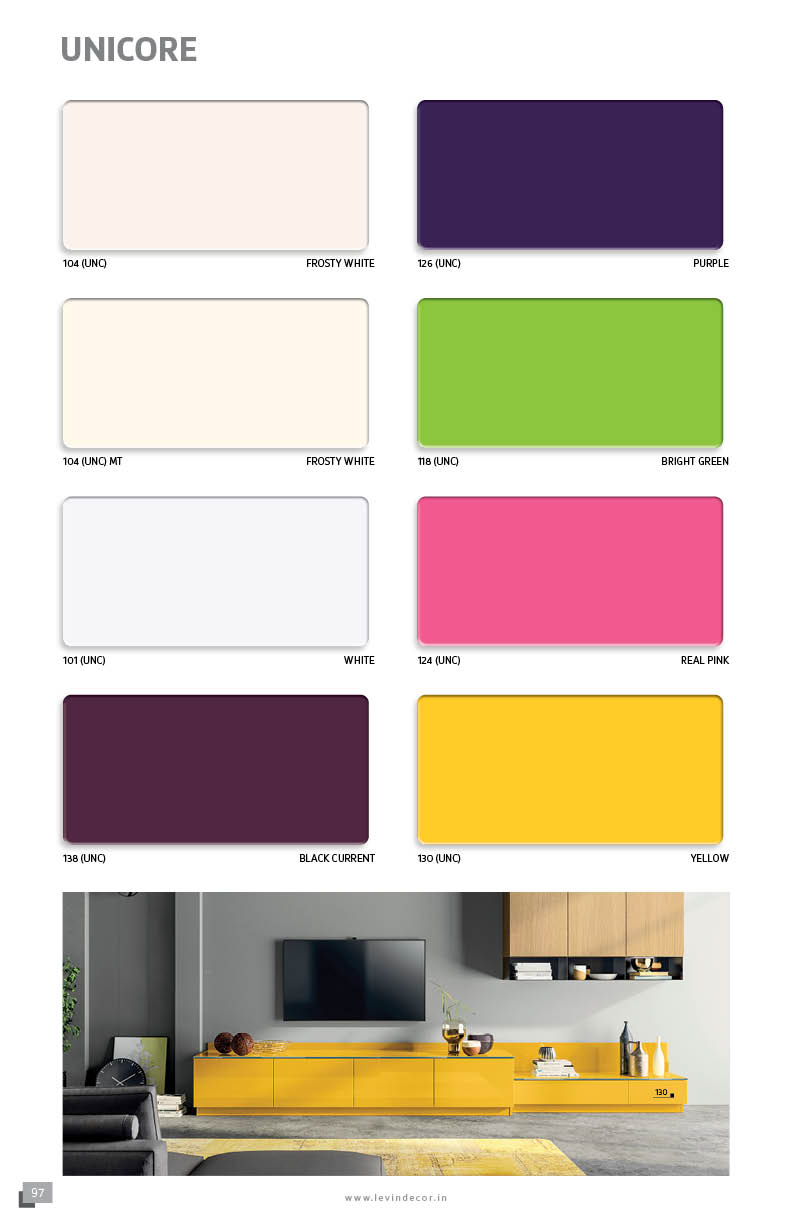 UNICORE
104 (UNC) FROSTY WHITE
126 (UNC) PURPLE
104 (UNC) MT FROSTY WHITE
118 (UNC) BRIGHT GREEN
101 (UNC) WHITE
124 (UNC) REAL PINK
138 (UNC) BLACK CURRENT
130 (UNC) YELLOW
130
97
www.levindecor.in